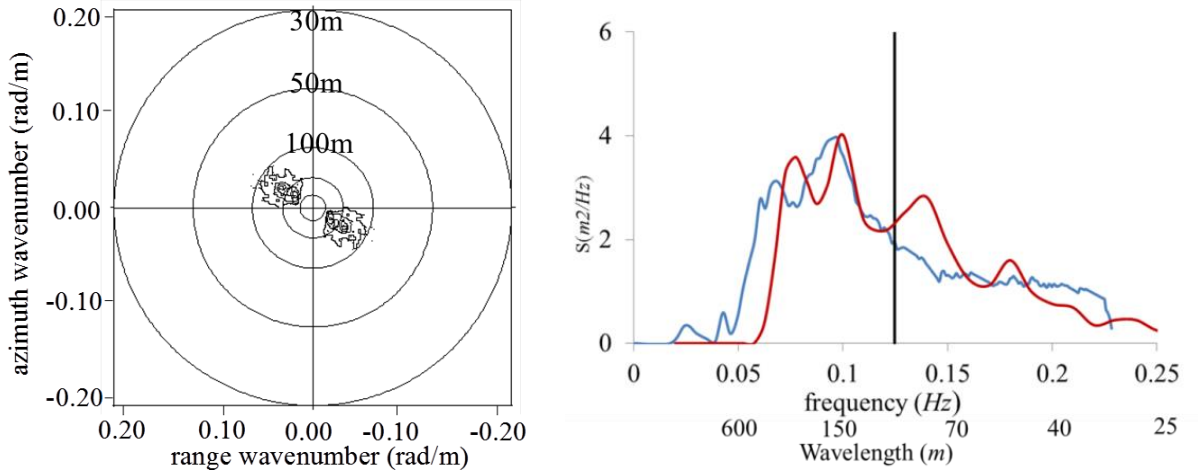 0.20
0.10
0.00
-0.10
-0.20
azimuth wavenumber (rad/m)
30m
50m
100m
0.20 0.10 0.00 -0.10 -0.20
range wavenumber (rad/m)
6
4
2
0
S(m2/Hz)
0 0.05 0.1 0.15 0.2 0.25
frequency (Hz)
600 150 70 40 25
Wavelength (m)